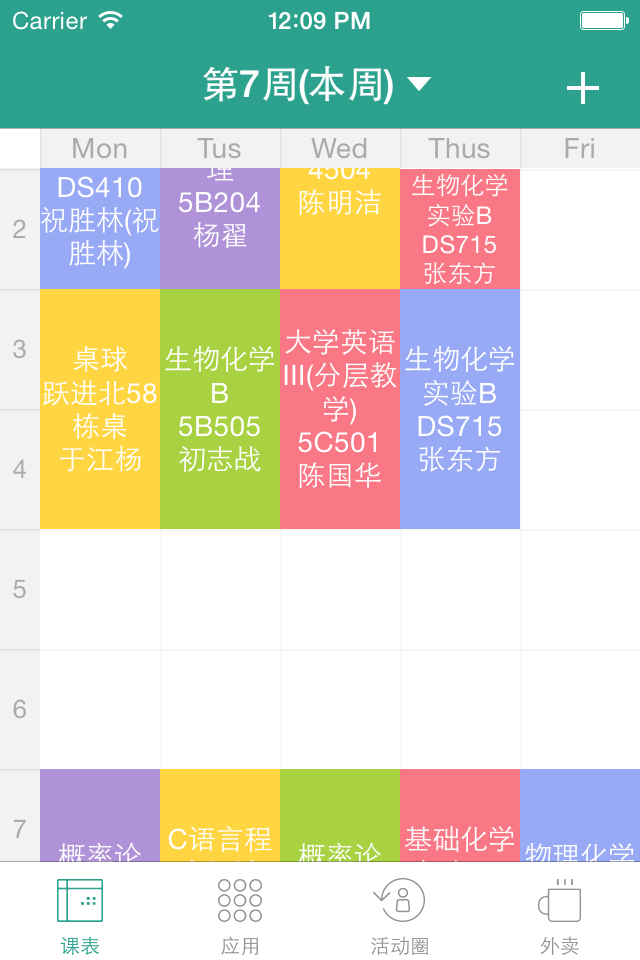 Carrier 12:09 PM
第7周(本周)
Mon Tus Wed Thus Fri
2
DS410
祝胜林(祝
胜林)
理
5B204
杨翟
4504
陈明洁
生物化学
实验B
DS715
张东方
3
4
桌球
跃进北58
栋桌
于江杨
生物化学
B
5B505
初志战
大学英语
III(分层教
学)
5C501
陈国华
生物化学
实验B
DS715
张东方
5
6
7
概率论
C语言程
概率论
基础化学
物理化学
课表 应用 活动圈 外卖